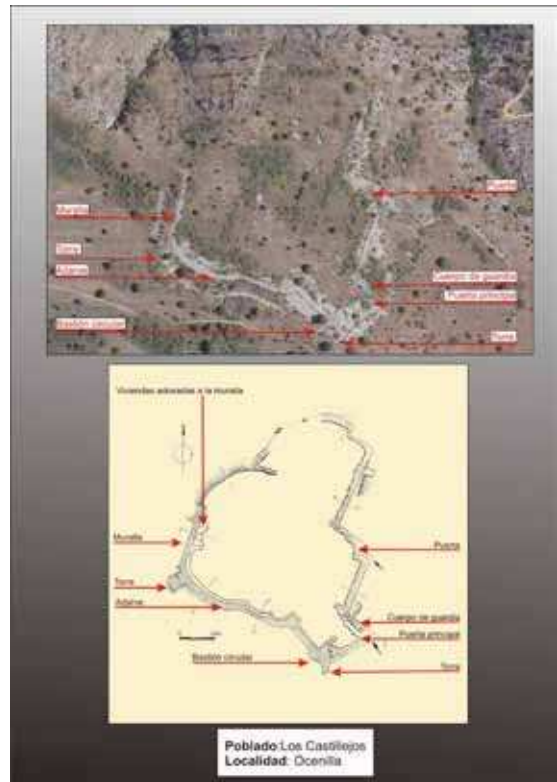 Puerta
Muralla
Torre
Adarve
Cuerpo de guardia
Puerta principal
Bastión circular
Torre
Viviendas adosadas a la muralla
Muralla
Puerta
Torre
Adarve
Cuerpo de guardia
Puerta principal
Bastión circular
Torre
Poblado:Los Castillejos
Localidad: Ocenilla